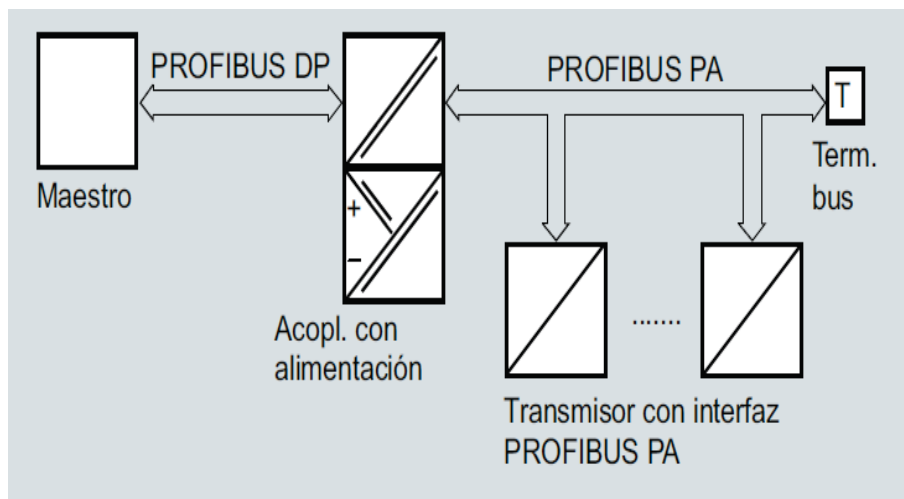 PROFIBUS DP
PROFIBUS PA
T
Maestro
Term.
bus
+
–
Acopl. con
alimentación
.......
Transmisor con interfaz
PROFIBUS PA